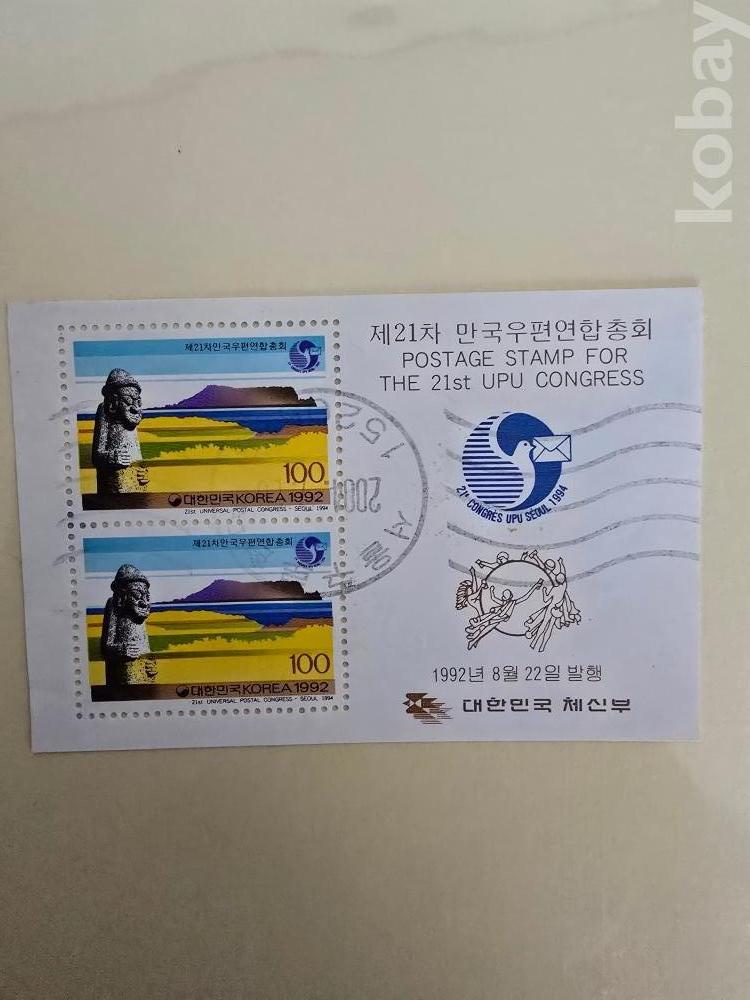 kobay
제21차 만국우편연합총회
POSTAGE STAMP FOR
THE 21st UPU CONGRESS
21e CONGRÈS UPU SÉOUL 1994
1992년 8월 22일 발행
대한민국 체신부
제21차만국우편연합총회
100
대한민국 KOREA 1992
21st UNIVERSAL POSTAL CONGRESS - SEOUL 1994
제21차만국우편연합총회
100
대한민국 KOREA 1992
21st UNIVERSAL POSTAL CONGRESS - SEOUL 1994
서울